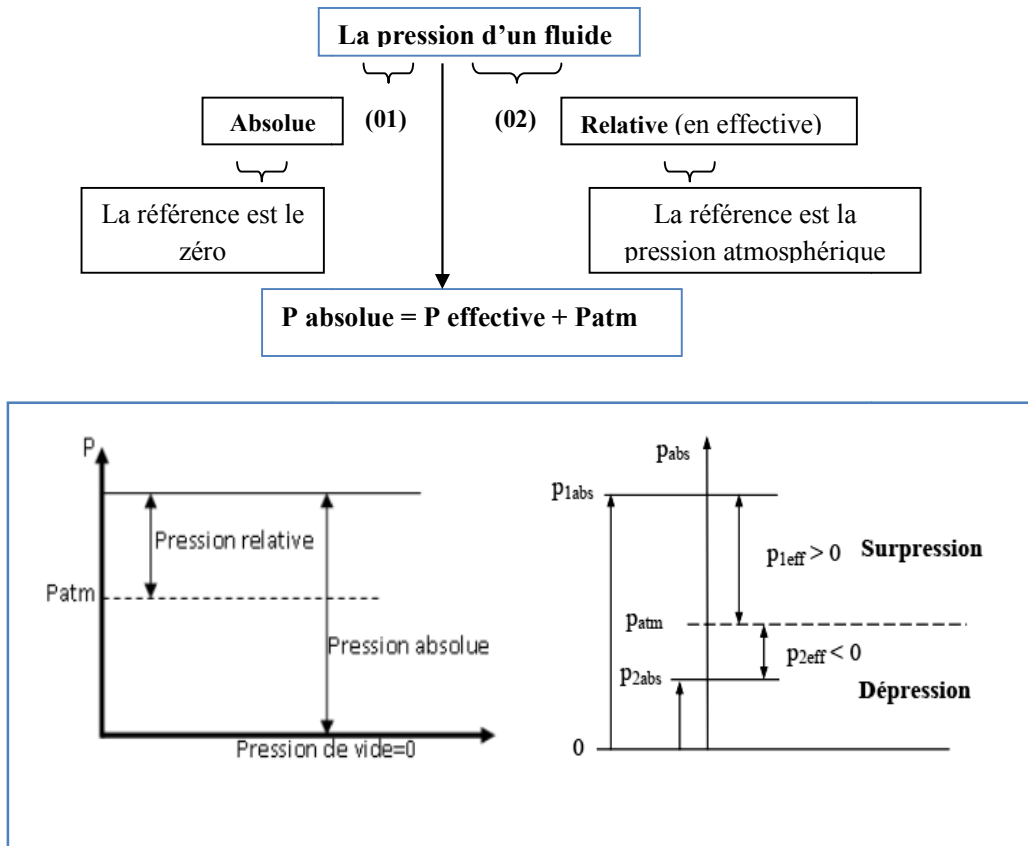 La pression d'un fluide
Absolue
(01)
(02)
Relative (en effective)
La référence est le
zéro
La référence est la
pression atmosphérique
P absolue = P effective + Patm
P
Pression relative
Patm
Pression absolue
Pression de vide=0
pabs
p1abs
p1eff > 0
Surpression
patm
p2eff < 0
p2abs
Dépression
0